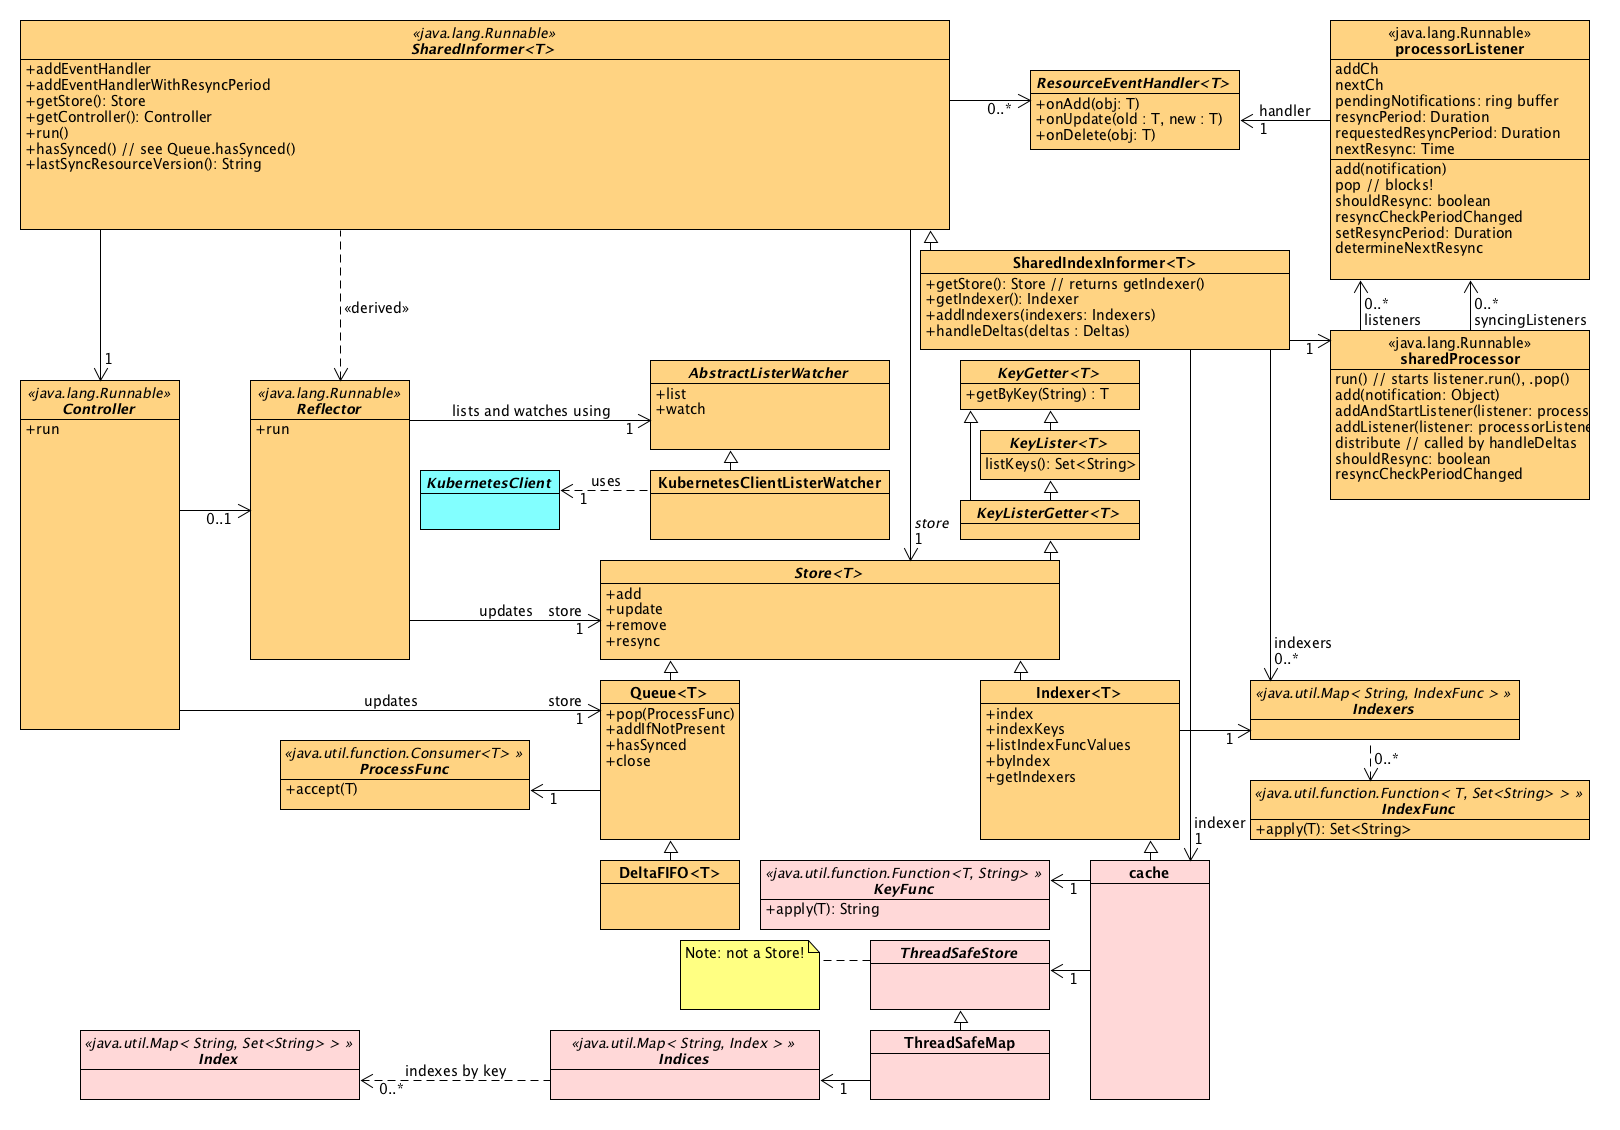 «java.lang.Runnable»
SharedInformer<T>
+addEventHandler
+addEventHandlerWithResyncPeriod
+getStore(): Store
+getController(): Controller
+run()
+hasSynced() // see Queue.hasSynced()
+lastSyncResourceVersion(): String
0..*
ResourceEventHandler<T>
+onAdd(obj: T)
+onUpdate(old : T, new : T)
+onDelete(obj: T)
handler
1
«java.lang.Runnable»
processorListener
addCh
nextCh
pendingNotifications: ring buffer
resyncPeriod: Duration
requestedResyncPeriod: Duration
nextResync: Time
add(notification)
pop // blocks!
shouldResync: boolean
resyncCheckPeriodChanged
setResyncPeriod: Duration
determineNextResync
SharedIndexInformer<T>
+getStore(): Store // returns getIndexer()
+getIndexer(): Indexer
+addIndexers(indexers: Indexers)
+handleDeltas(deltas : Deltas)
1
0..*
listeners
0..*
syncingListeners
«java.lang.Runnable»
sharedProcessor
run() // starts listener.run(), .pop()
add(notification: Object)
addAndStartListener(listener: process
addListener(listener: processorListene
distribute // called by handleDeltas
shouldResync: boolean
resyncCheckPeriodChanged
1
«derived»
«java.lang.Runnable»
Controller
+run
0..1
«java.lang.Runnable»
Reflector
+run
lists and watches using
1
AbstractListerWatcher
+list
+watch
KubernetesClient
uses
1
KubernetesClientListerWatcher
KeyGetter<T>
+getByKey(String) : T
KeyLister<T>
listKeys(): Set<String>
KeyListerGetter<T>
store
1
Store<T>
+add
+update
+remove
+resync
updates
store
1
updates
store
1
Queue<T>
+pop(ProcessFunc)
+addIfNotPresent
+hasSynced
+close
Indexer<T>
+index
+indexKeys
+listIndexFuncValues
+byIndex
+getIndexers
1
indexers
0..*
«java.util.Map< String, IndexFunc > »
Indexers
0..*
«java.util.function.Function< T, Set<String> > »
IndexFunc
+apply(T): Set<String>
«java.util.function.Consumer<T> »
ProcessFunc
+accept(T)
1
indexer
1
DeltaFIFO<T>
«java.util.function.Function<T, String> »
KeyFunc
+apply(T): String
1
cache
Note: not a Store!
ThreadSafeStore
1
ThreadSafeMap
1
«java.util.Map< String, Index > »
Indices
indexes by key
0..*
«java.util.Map< String, Set<String> > »
Index